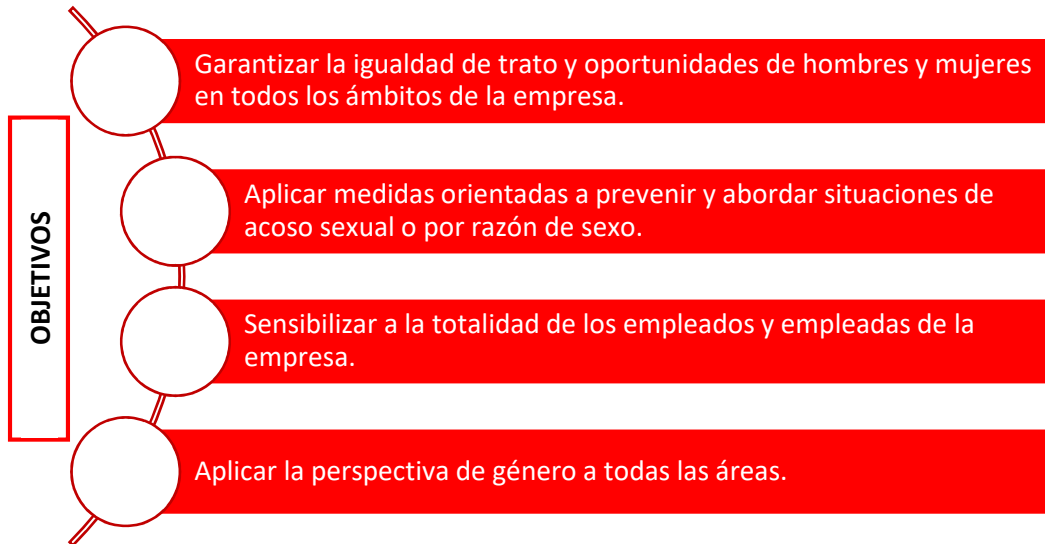 OBJETIVOS
Garantizar la igualdad de trato y oportunidades de hombres y mujeres
en todos los ámbitos de la empresa.
Aplicar medidas orientadas a prevenir y abordar situaciones de
acoso sexual o por razón de sexo.
Sensibilizar a la totalidad de los empleados y empleadas de la
empresa.
Aplicar la perspectiva de género a todas las áreas.